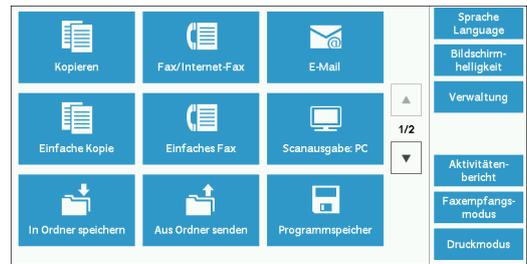 Kopieren
Fax/Internet-Fax
E-Mail
Einfache Kopie
Einfaches Fax
Scanausgabe: PC
In Ordner speichern
Aus Ordner senden
Programmspeicher
1/2
Sprache
Language
Bildschirm-
helligkeit
Verwaltung
Aktivitäten-
bericht
Faxempfangs-
modus
Druckmodus